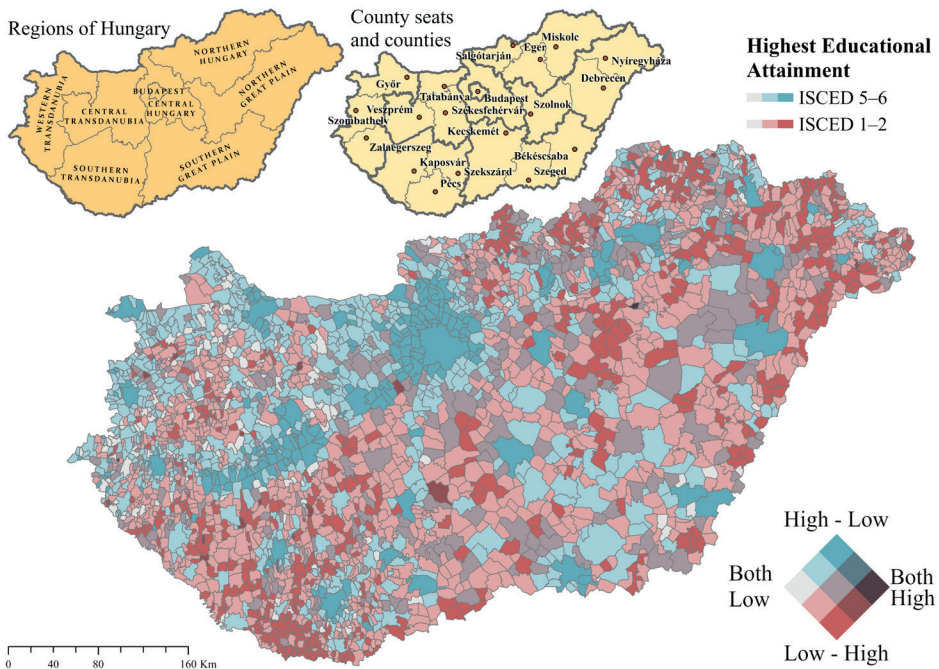 Regions of Hungary
NORTHERN
HUNGARY
NORTHERN
GREAT PLAIN
WESTERN
TRANSDANUBIA
CENTRAL
TRANSDANUBIA
BUDAPEST
CENTRAL
HUNGARY
SOUTHERN
TRANSDANUBIA
SOUTHERN
GREAT PLAIN
County seats
and counties
Miskolc
Eger
Salgótarján
Nyíregyháza
Debrecen
Győr
Tatabánya
Budapest
Veszprém
Székesfehérvár
Szolnok
Szombathely
Kecskemét
Zalaegerszeg
Békéscsaba
Kaposvár
Szekszárd
Szeged
Pécs
Highest Educational
Attainment
ISCED 5–6
ISCED 1–2
High - Low
Both
Low
Both
High
Low - High
0 40 80 160 Km